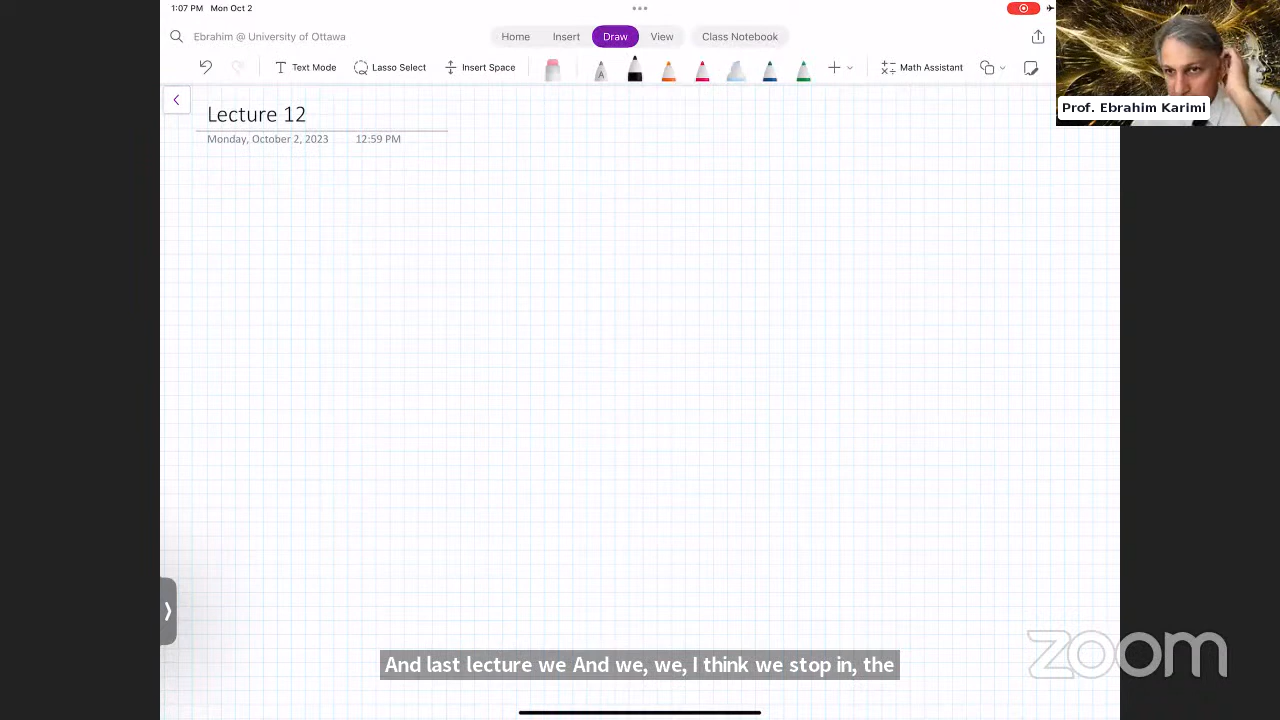 1:07 PM Mon Oct 2
Ebrahim @ University of Ottawa
Home Insert Draw View Class Notebook
Text Mode Lasso Select Insert Space A Math Assistant
Prof. Ebrahim Karimi
Lecture 12
Monday, October 2, 2023 12:59 PM
And last lecture we And we, we, I think we stop in, the
zoom